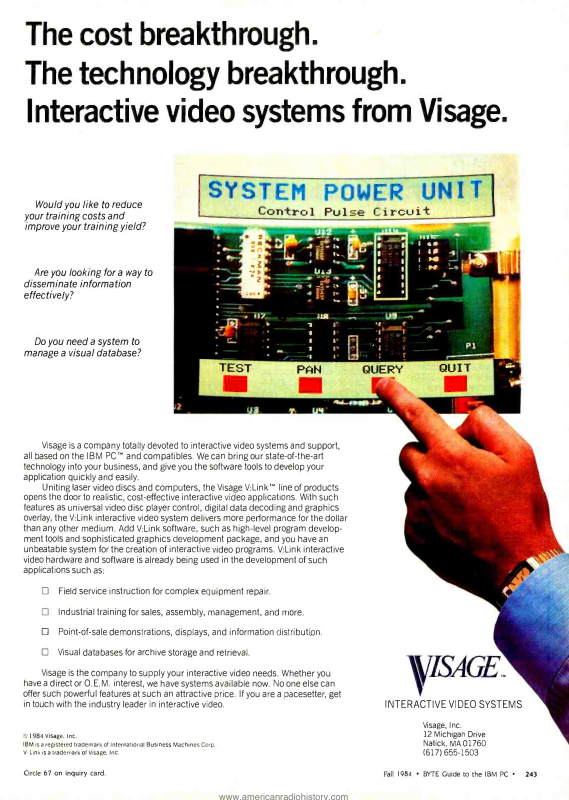 The cost breakthrough.
The technology breakthrough.
Interactive video systems from Visage.
Would you like to reduce
your training costs and
improve your training yield?
Are you looking for a way to
disseminate information
effectively?
Do you need a system to
manage a visual database?
SYSTEM POWER UNIT
Control Pulse Circuit
U12
U13
U7
U8
U9
P1
TEST PAN QUERY QUIT
U3
Visage is a company totally devoted to interactive video systems and support,
all based on the IBM PC™ and compatibles. We can bring our state-of-the-art
technology into your business, and give you the software tools to develop your
application quickly and easily.
Uniting laser video discs and computers, the Visage V:Link™ line of products
opens the door to realistic, cost-effective interactive video applications. With such
features as universal video disc player control, digital data decoding and graphics
overlay, the V:Link interactive video system delivers more performance for the dollar
than any other medium. Add V:Link software, such as high-level program develop-
ment tools and sophisticated graphics development package, and you have an
unbeatable system for the creation of interactive video programs. V:Link interactive
video hardware and software is already being used in the development of such
applications such as:
☐ Field service instruction for complex equipment repair.
☐ Industrial training for sales, assembly, management, and more.
☐ Point-of-sale demonstrations, displays, and information distribution.
☐ Visual databases for archive storage and retrieval.
Visage is the company to supply your interactive video needs. Whether you
have a direct or O.E.M. interest, we have systems available now. No one else can
offer such powerful features at such an attractive price. If you are a pacesetter, get
in touch with the industry leader in interactive video.
VISAGE™
INTERACTIVE VIDEO SYSTEMS
Visage, Inc.
12 Michigan Drive
Natick, MA 01760
(617) 655-1503
© 1984 Visage, Inc.
IBM is a registered trademark of International Business Machines Corp.
V:Link is a trademark of Visage, Inc.
Circle 67 on inquiry card.
Fall 1984 • BYTE Guide to the IBM PC • 243
www.americanradiohistory.com